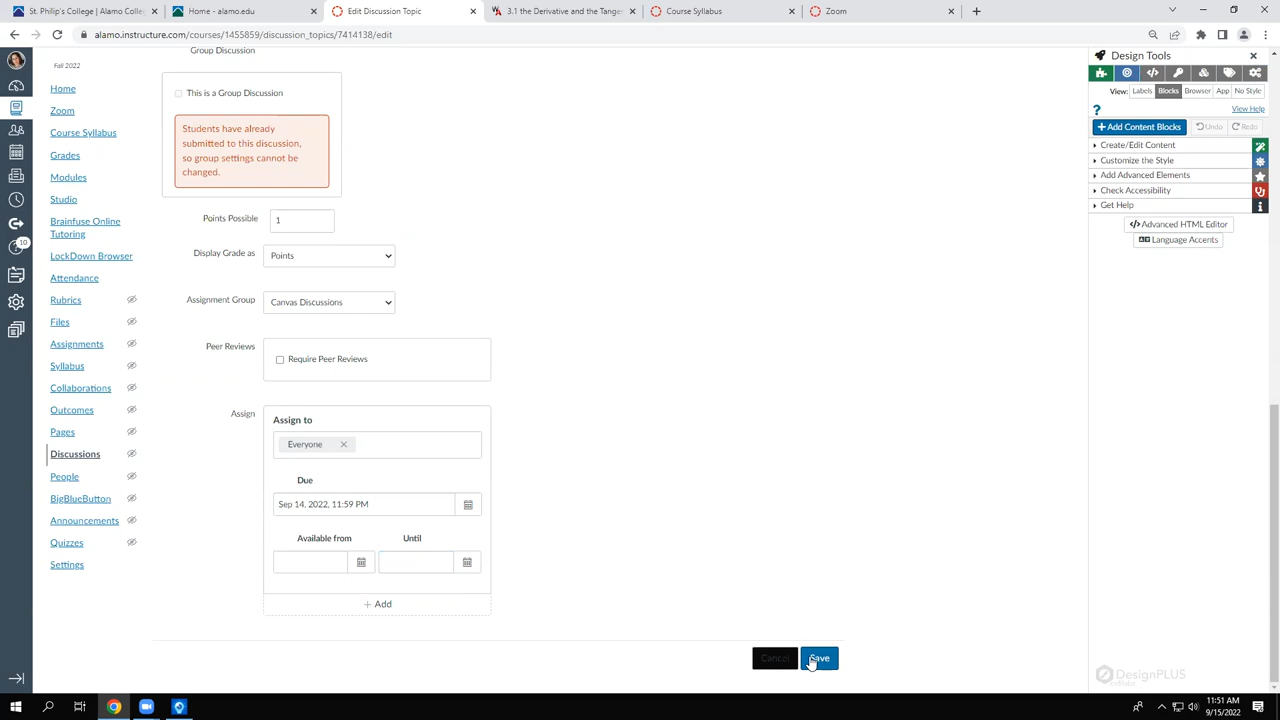 St. Philip's College | Alamo Colle
Home - alamo.edu
Edit Discussion Topic
3.1 the Derivative and the Tange
Course Syllabus
Zoom
alamo.instructure.com/courses/1455859/discussion_topics/7414138/edit
Fall 2022
Home
Zoom
Course Syllabus
Grades
Modules
Studio
Brainfuse Online
Tutoring
LockDown Browser
Attendance
Rubrics
Files
Assignments
Syllabus
Collaborations
Outcomes
Pages
Discussions
People
BigBlueButton
Announcements
Quizzes
Settings
10
Group Discussion
This is a Group Discussion
Students have already
submitted to this discussion,
so group settings cannot be
changed.
Points Possible
1
Display Grade as
Points
Assignment Group
Canvas Discussions
Peer Reviews
Require Peer Reviews
Assign
Assign to
Everyone
Due
Sep 14, 2022, 11:59 PM
Available from
Until
+ Add
Cancel
Save
Design Tools
View:
Labels
Blocks
Browser
App
No Style
View Help
+ Add Content Blocks
Undo
Redo
Create/Edit Content
Customize the Style
Add Advanced Elements
Check Accessibility
Get Help
</> Advanced HTML Editor
Language Accents
DesignPLUS
11:51 AM
9/15/2022